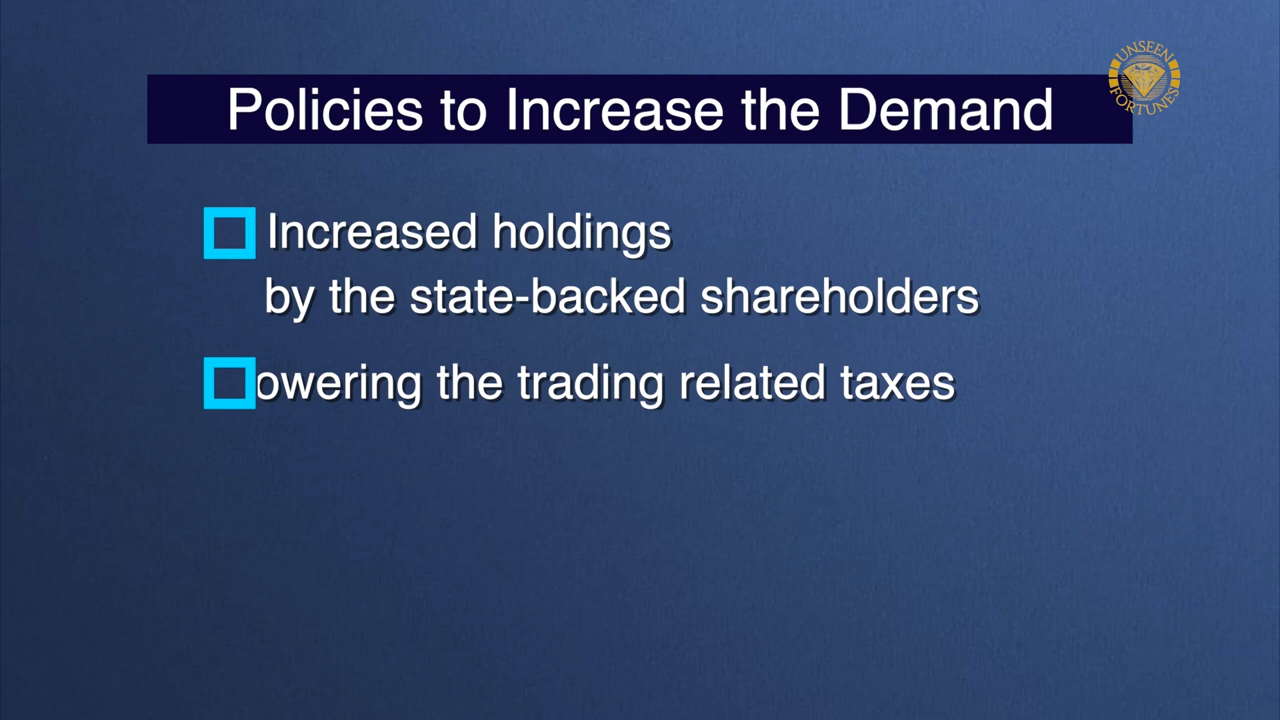 UNSEEN
FORTUNES
Policies to Increase the Demand
Increased holdings
by the state-backed shareholders
owering the trading related taxes